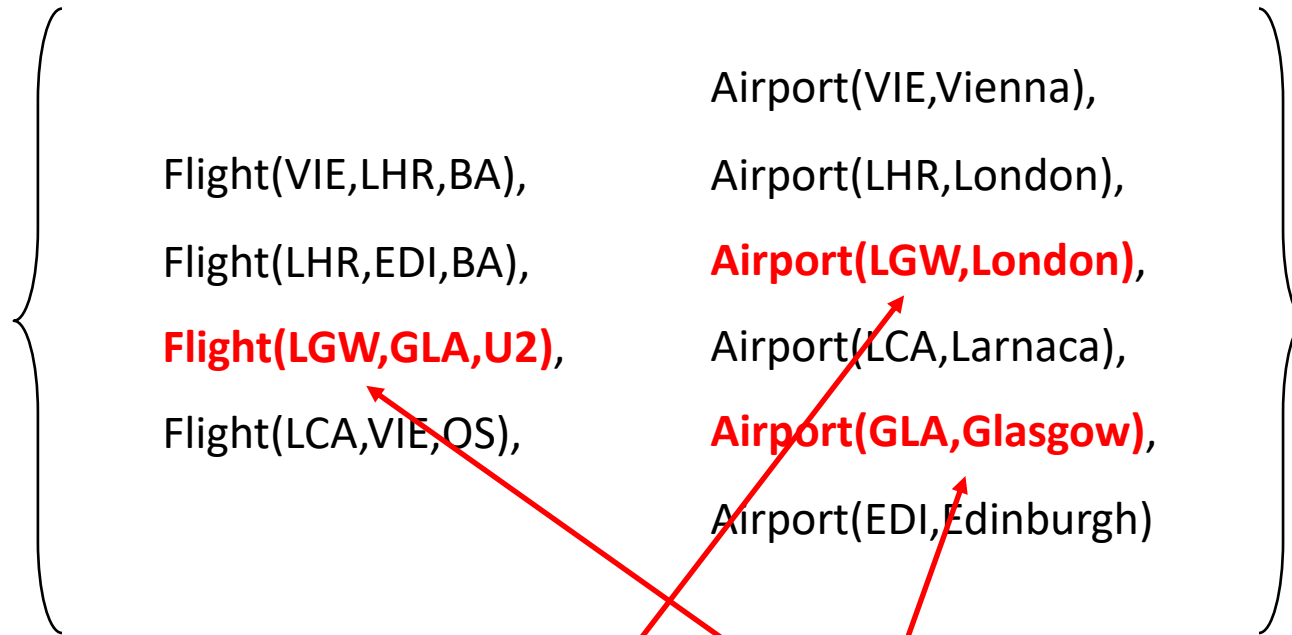 Flight(VIE,LHR,BA),
Flight(LHR,EDI,BA),
Flight(LGW,GLA,U2),
Flight(LCA,VIE,OS),
Airport(VIE,Vienna),
Airport(LHR,London),
Airport(LGW,London),
Airport(LCA,Larnaca),
Airport(GLA,Glasgow),
Airport(EDI,Edinburgh)